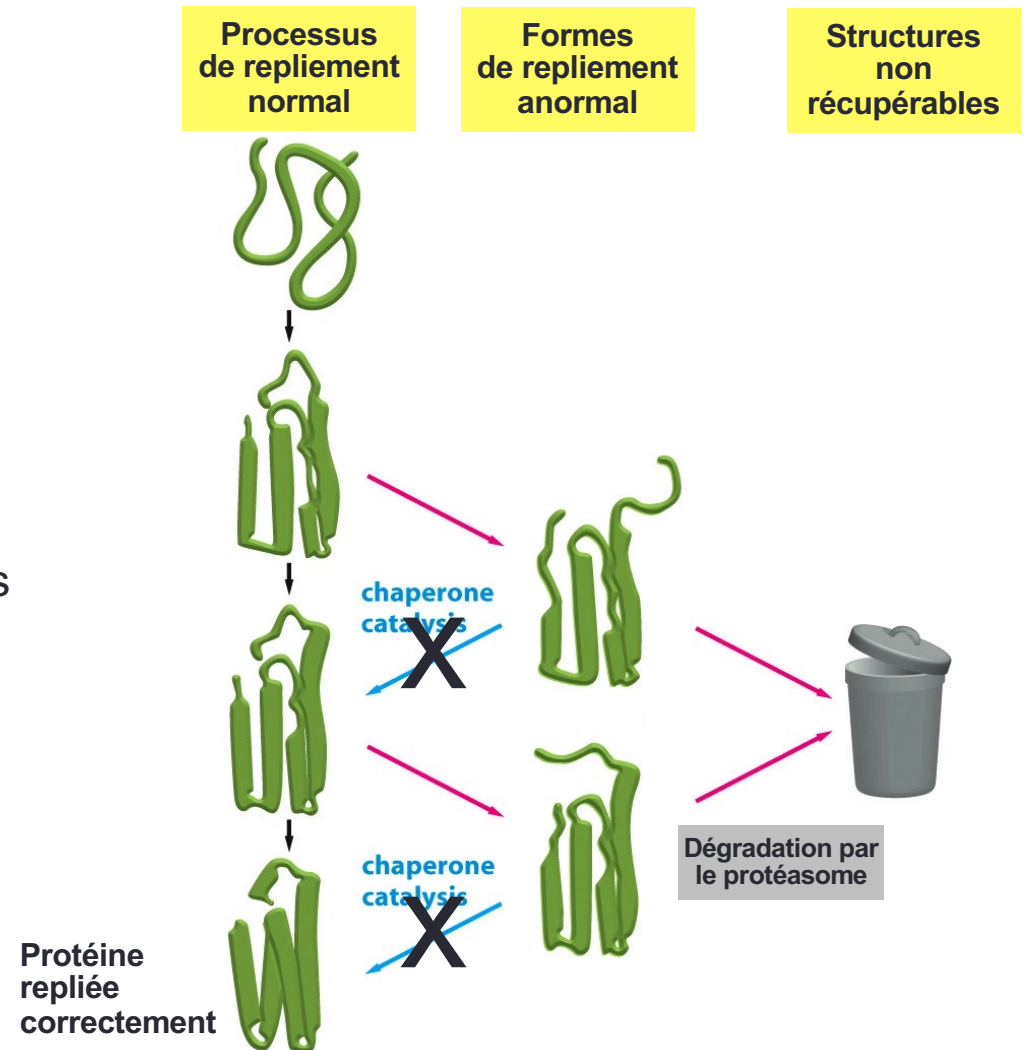 Processus
de repliement
normal
Formes
de repliement
anormal
Structures
non
récupérables
s
chaperone
catalysis
X
chaperone
catalysis
X
Dégradation par
le protéasome
Protéine
repliée
correctement